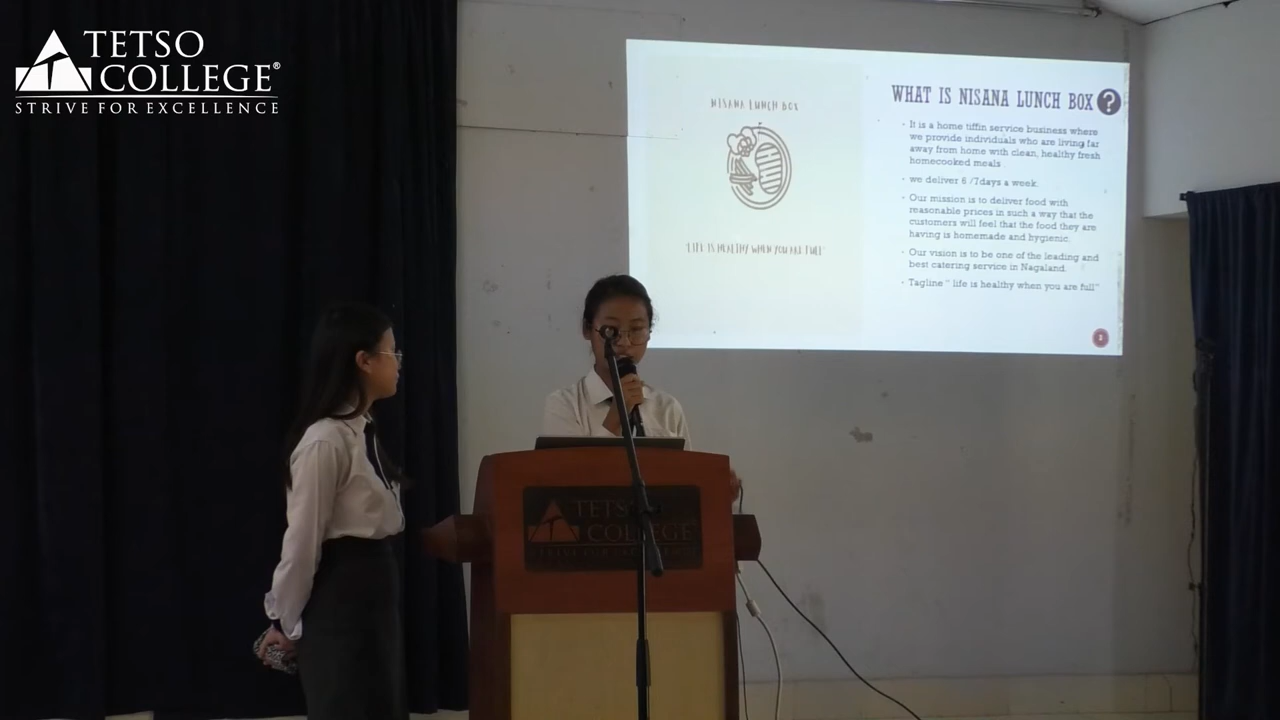 TETSO
COLLEGE®
STRIVE FOR EXCELLENCE
NISANA LUNCH BOX
"LIFE IS HEALTHY WHEN YOU ARE FULL"
WHAT IS NISANA LUNCH BOX ?
- It is a home tiffin service business where
we provide individuals who are living far
away from home with clean, healthy fresh
homecooked meals
- we deliver 6 /7days a week.
- Our mission is to deliver food with
reasonable prices in such a way that the
customers will feel that the food they are
having is homemade and hygienic.
- Our vision is to be one of the leading and
best catering service in Nagaland.
- Tagline " life is healthy when you are full"
TETSO
COLLEGE
STRIVE FOR EXCELLENCE